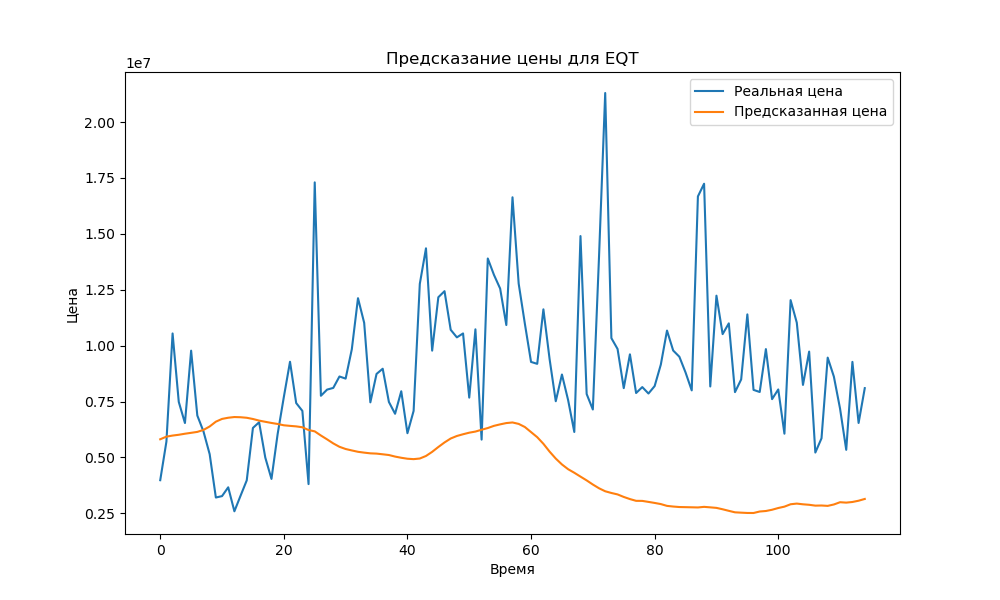 Предсказание цены для EQT
1e7
Реальная цена
Предсказанная цена
2.00
1.75
1.50
1.25
1.00
0.75
0.50
0.25
Цена
0 20 40 60 80 100
Время